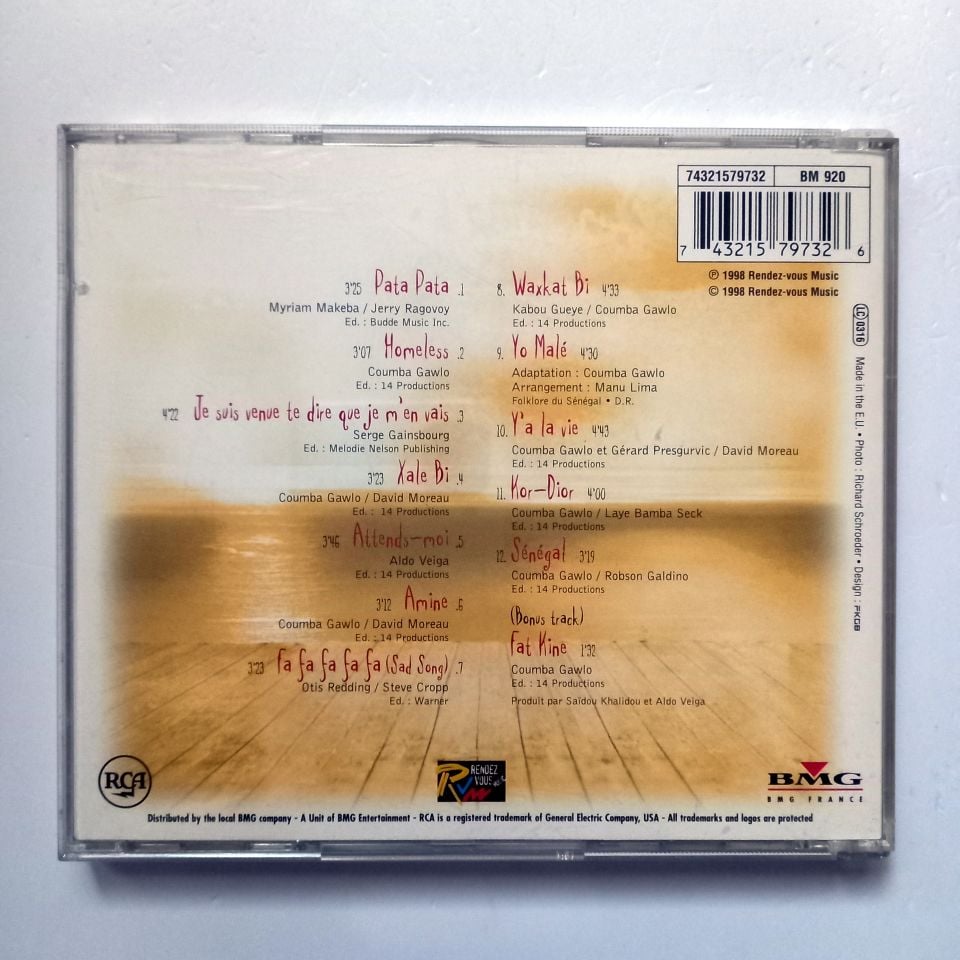 74321579732 BM 920
7 43215 79732 6
℗ 1998 Rendez-vous Music
© 1998 Rendez-vous Music
3'25 Pata Pata .1
Myriam Makeba / Jerry Ragovoy
Ed. : Budde Music Inc.
3'07 Homeless .2
Coumba Gawlo
Ed. : 14 Productions
4'22 Je suis venue te dire que je m'en vais .3
Serge Gainsbourg
Ed. : Melodie Nelson Publishing
3'23 Xale Bi .4
Coumba Gawlo / David Moreau
Ed. : 14 Productions
3'46 Attends-moi .5
Aldo Veiga
Ed. : 14 Productions
3'12 Amine .6
Coumba Gawlo / David Moreau
Ed. : 14 Productions
3'23 Fa fa fa fa fa (Sad Song) .7
Otis Redding / Steve Cropp
Ed. : Warner
8. Waxkat Bi 4'33
Kabou Gueye / Coumba Gawlo
Ed. : 14 Productions
9. Yo Malé 4'30
Adaptation : Coumba Gawlo
Arrangement : Manu Lima
Folklore du Sénégal • D.R.
10. Y'a la vie 4'43
Coumba Gawlo et Gérard Presgurvic / David Moreau
Ed. : 14 Productions
11. Kor-Dior 4'00
Coumba Gawlo / Laye Bamba Seck
Ed. : 14 Productions
12. Sénégal 3'19
Coumba Gawlo / Robson Galdino
Ed. : 14 Productions
(Bonus track)
Fat Kine 1'32
Coumba Gawlo
Ed. : 14 Productions
Produit par Saïdou Khalidou et Aldo Veiga
LC 0316 Made in the E.U. • Photo : Richard Schroeder • Design : FKGB
RCA
RVM RENDEZ
VOUS
BMG
BMG FRANCE
Distributed by the local BMG company - A Unit of BMG Entertainment - RCA is a registered trademark of General Electric Company, USA - All trademarks and logos are protected